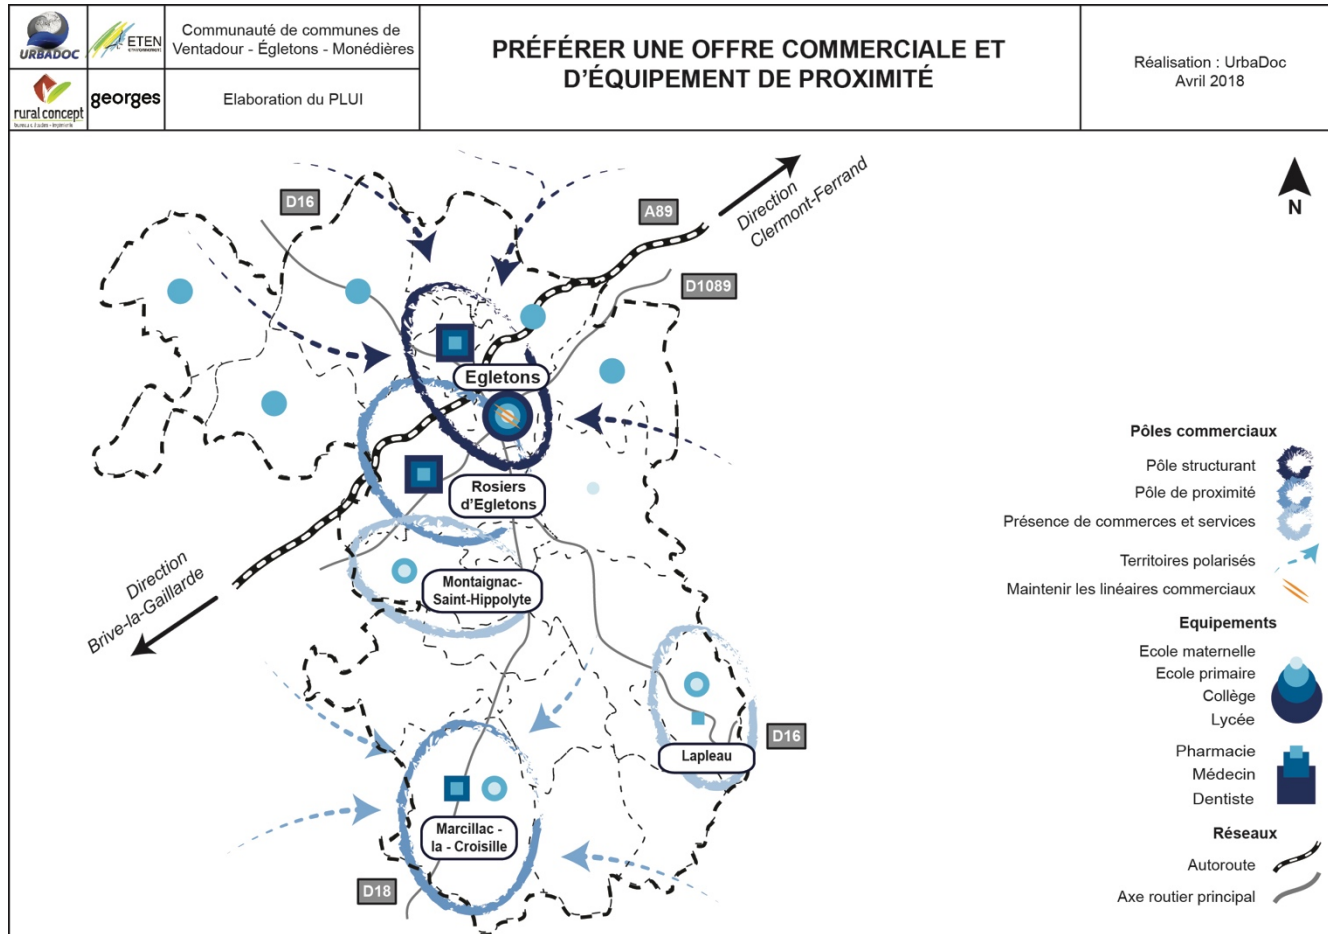 URBADOC
ETEN
ENVIRONNEMENT
rural concept
georges
Communauté de communes de
Ventadour - Égletons - Monédières
Elaboration du PLUI
PRÉFÉRER UNE OFFRE COMMERCIALE ET
D'ÉQUIPEMENT DE PROXIMITÉ
Réalisation : UrbaDoc
Avril 2018
D16
A89
Direction
Clermont-Ferrand
N
D1089
Egletons
Rosiers
d'Egletons
Montaignac-
Saint-Hippolyte
Direction
Brive-la-Gaillarde
Lapleau
D16
Marcillac -
la - Croisille
D18
Pôles commerciaux
Pôle structurant
Pôle de proximité
Présence de commerces et services
Territoires polarisés
Maintenir les linéaires commerciaux
Equipements
Ecole maternelle
Ecole primaire
Collège
Lycée
Pharmacie
Médecin
Dentiste
Réseaux
Autoroute
Axe routier principal